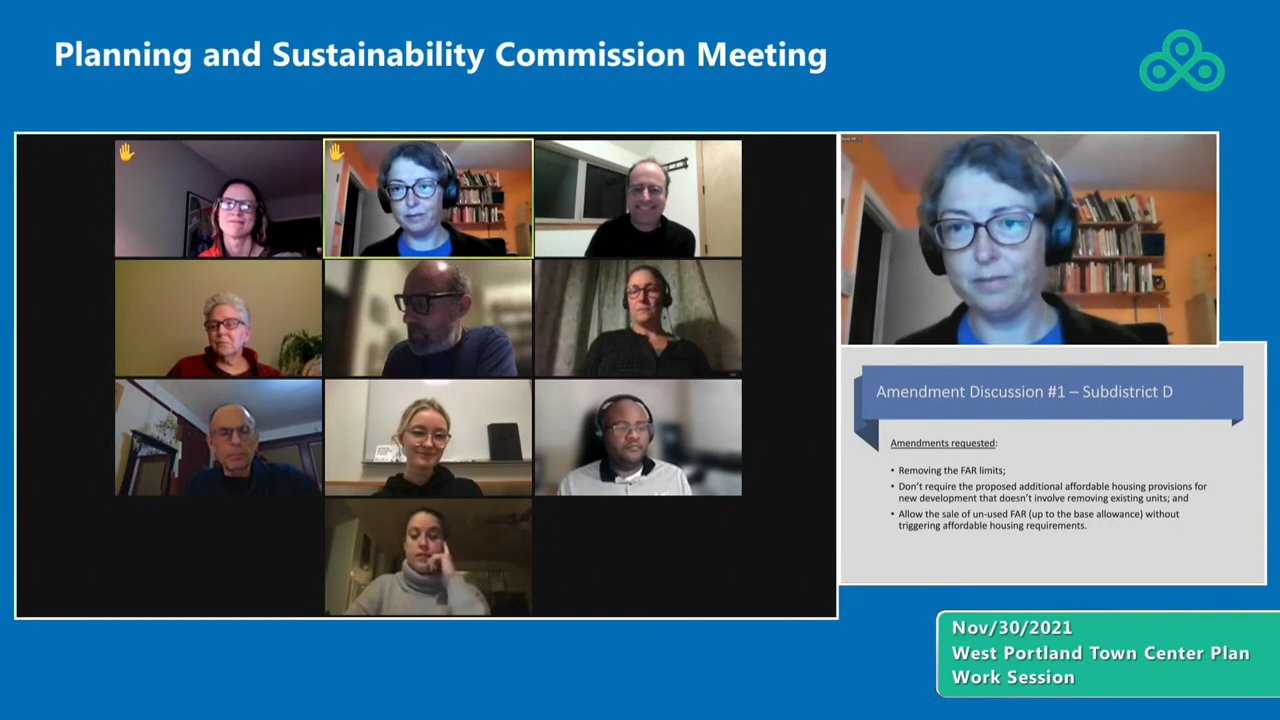 Planning and Sustainability Commission Meeting
Amendment Discussion #1 – Subdistrict D
Amendments requested:
• Removing the FAR limits;
• Don't require the proposed additional affordable housing provisions for
new development that doesn't involve removing existing units; and
• Allow the sale of un-used FAR (up to the base allowance) without
triggering affordable housing requirements.
Nov/30/2021
West Portland Town Center Plan
Work Session